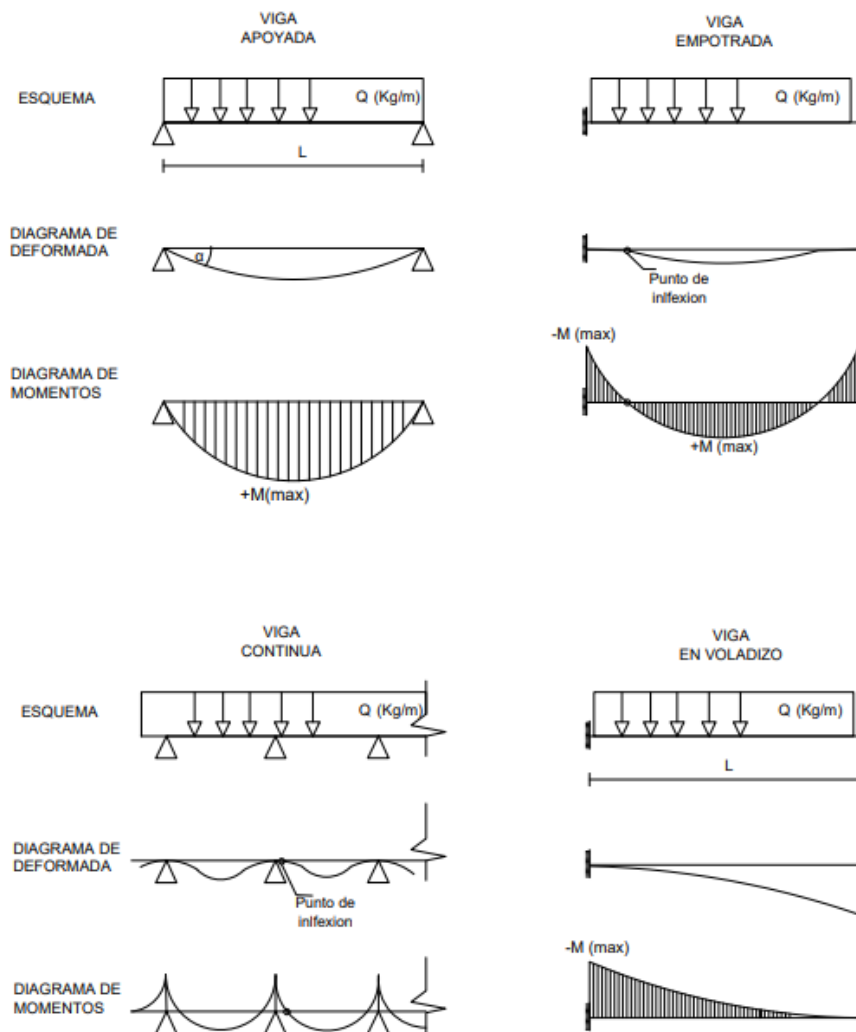 VIGA
APOYADA
VIGA
EMPOTRADA
ESQUEMA
Q (Kg/m)
Q (Kg/m)
L
DIAGRAMA DE
DEFORMADA
α
Punto de
inlfexion
DIAGRAMA DE
MOMENTOS
-M (max)
+M(max)
+M (max)
VIGA
CONTINUA
VIGA
EN VOLADIZO
ESQUEMA
Q (Kg/m)
Q (Kg/m)
L
DIAGRAMA DE
DEFORMADA
Punto de
inlfexion
DIAGRAMA DE
MOMENTOS
-M (max)